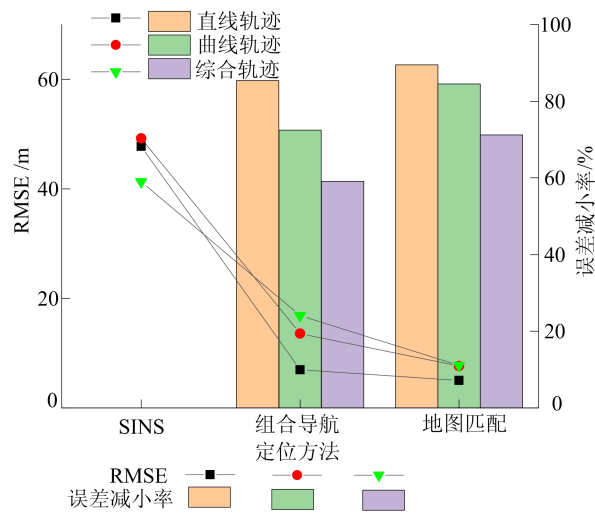 直线轨迹
曲线轨迹
综合轨迹
RMSE /m
60
40
20
0
误差减小率/%
100
80
60
40
20
0
SINS 组合导航 地图匹配
定位方法
RMSE
误差减小率